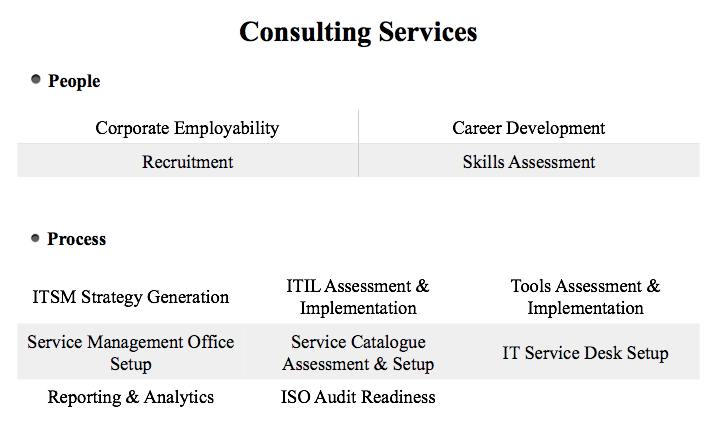 Consulting Services
People
Corporate Employability Career Development
Recruitment Skills Assessment
Process
ITSM Strategy Generation
ITIL Assessment &
Implementation
Tools Assessment &
Implementation
Service Management Office
Setup
Service Catalogue
Assessment & Setup
IT Service Desk Setup
Reporting & Analytics
ISO Audit Readiness